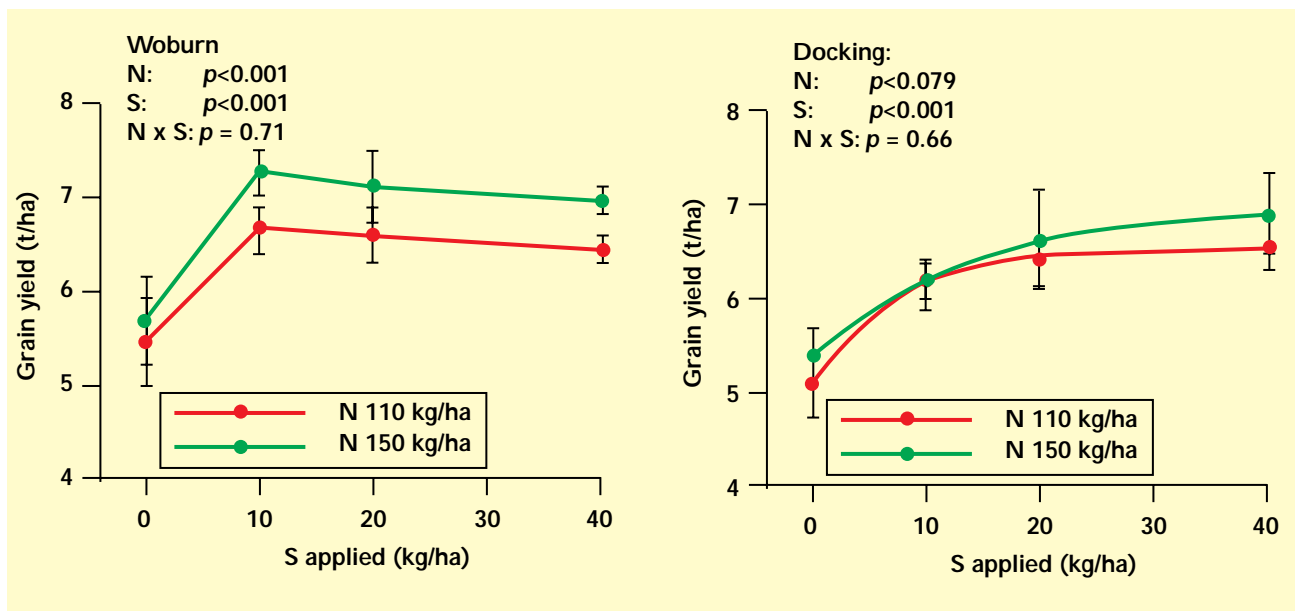 Woburn
N: p<0.001
S: p<0.001
N x S: p = 0.71
8
7
6
5
4
Grain yield (t/ha)
N 110 kg/ha
N 150 kg/ha
0 10 20 30 40
S applied (kg/ha)
Docking:
N: p<0.079
S: p<0.001
N x S: p = 0.66
8
7
6
5
4
Grain yield (t/ha)
N 110 kg/ha
N 150 kg/ha
0 10 20 30 40
S applied (kg/ha)